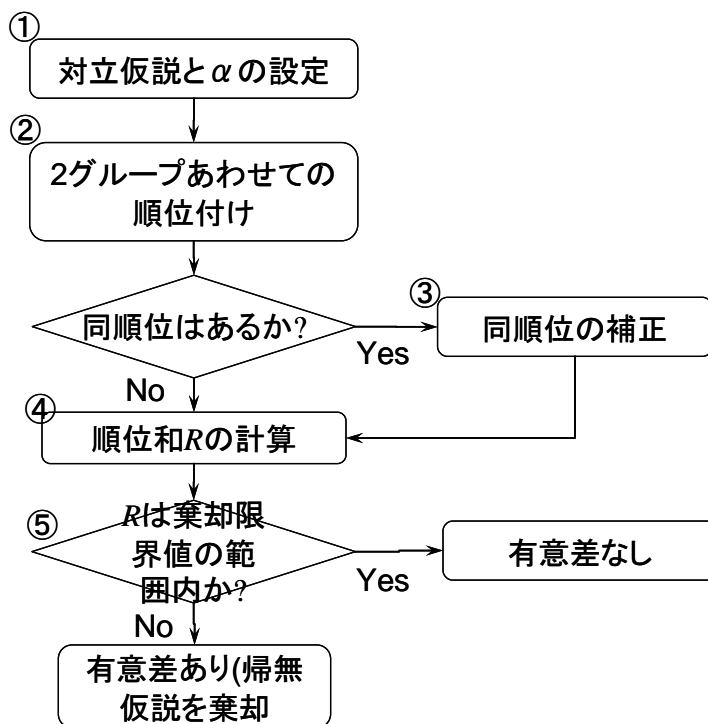 ①
対立仮説とαの設定
②
2グループあわせての
順位付け
同順位はあるか?
Yes
③
同順位の補正
No
④
順位和Rの計算
⑤
Rは棄却限
界値の範
囲内か?
Yes
有意差なし
No
有意差あり(帰無
仮説を棄却